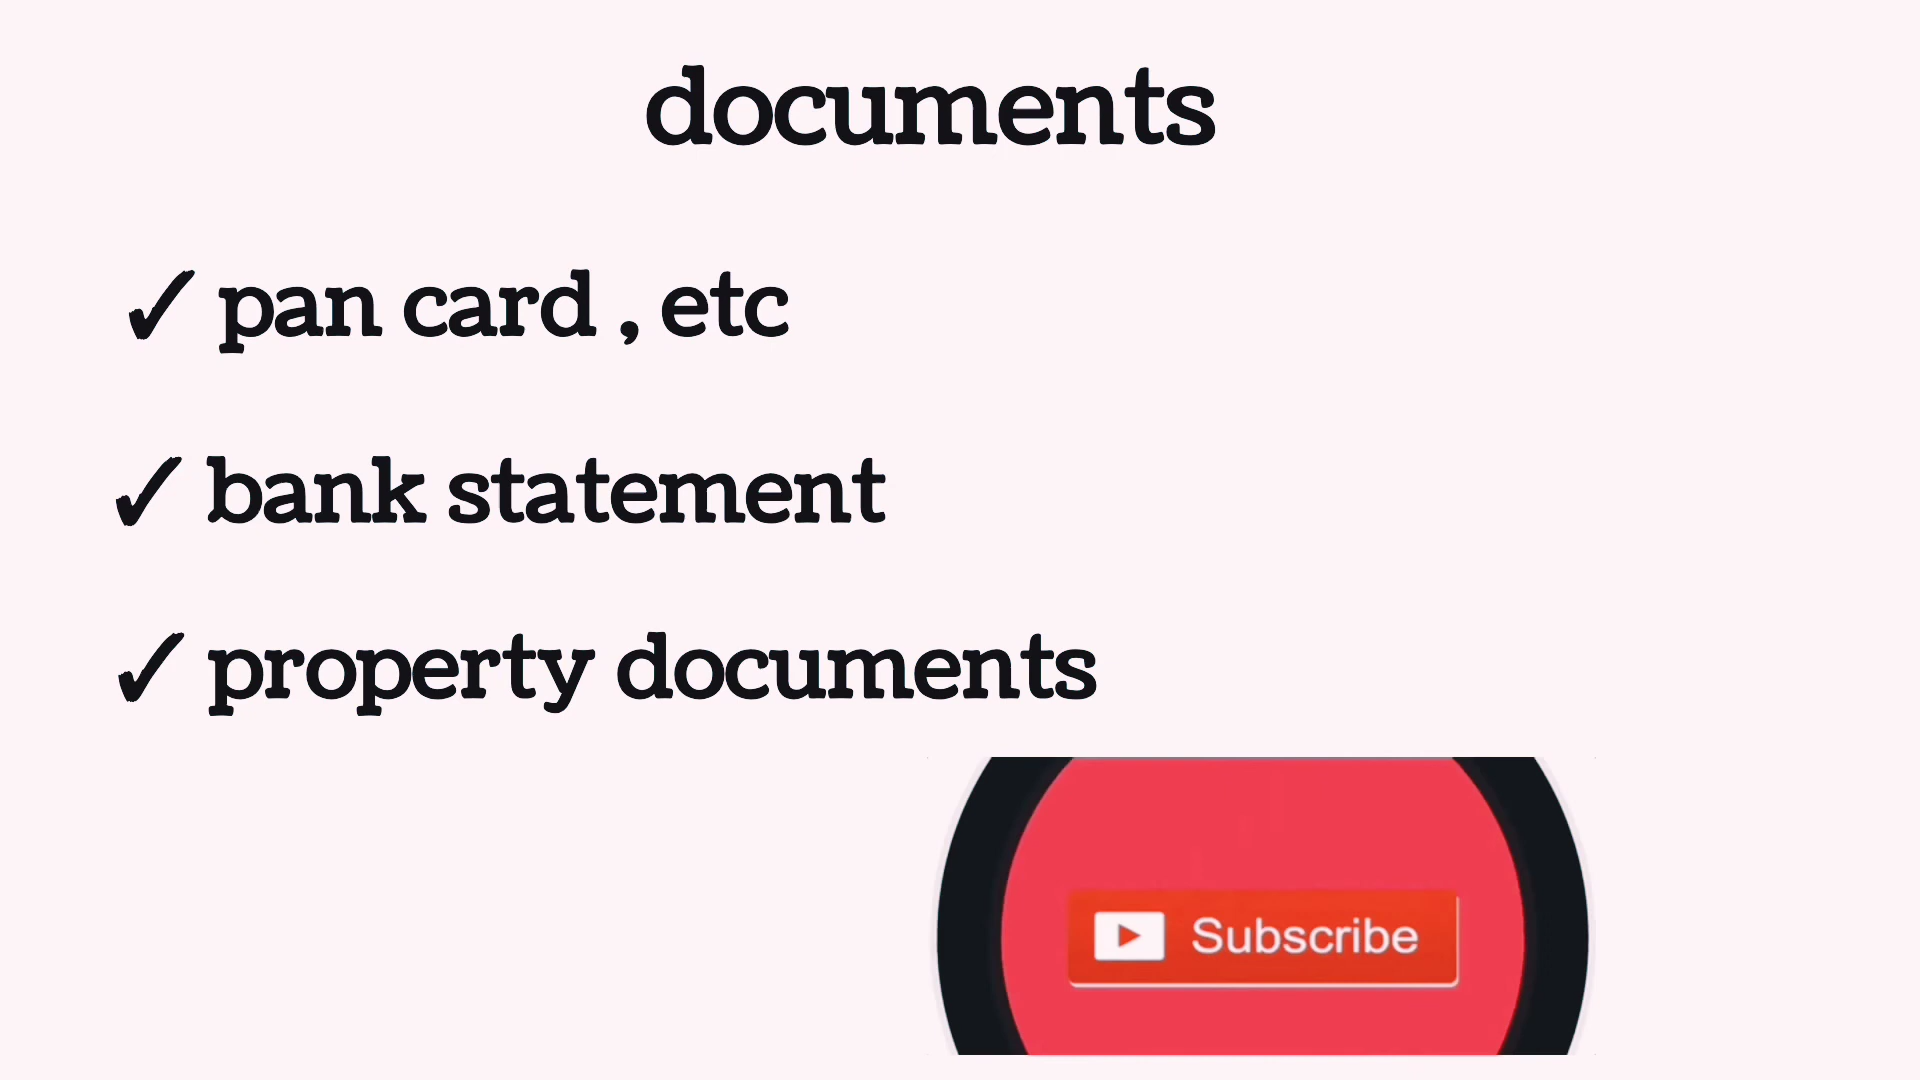 documents
✓ pan card , etc
✓ bank statement
✓ property documents
Subscribe